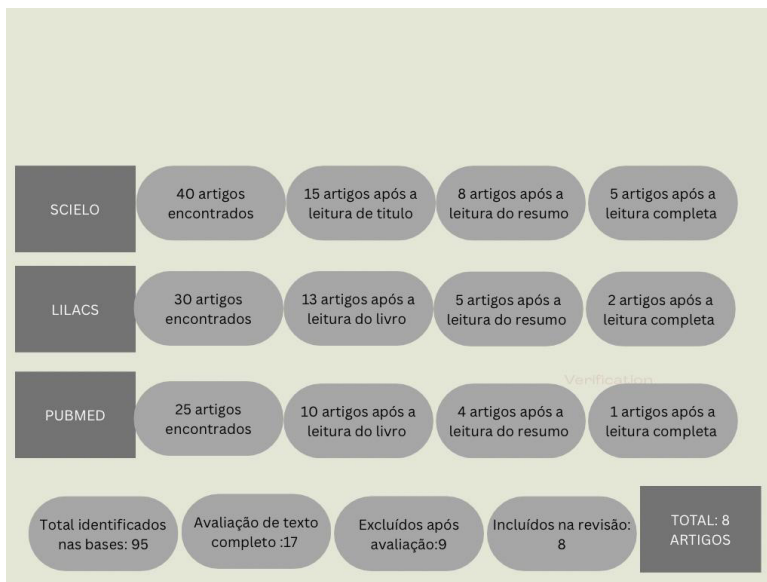 SCIELO
40 artigos
encontrados
15 artigos após a
leitura de titulo
8 artigos após a
leitura do resumo
5 artigos após a
leitura completa
LILACS
30 artigos
encontrados
13 artigos após a
leitura do livro
5 artigos após a
leitura do resumo
2 artigos após a
leitura completa
Verification
PUBMED
25 artigos
encontrados
10 artigos após a
leitura do livro
4 artigos após a
leitura do resumo
1 artigos após a
leitura completa
Total identificados
nas bases: 95
Avaliação de texto
completo :17
Excluídos após
avaliação:9
Incluídos na revisão:
8
TOTAL: 8
ARTIGOS